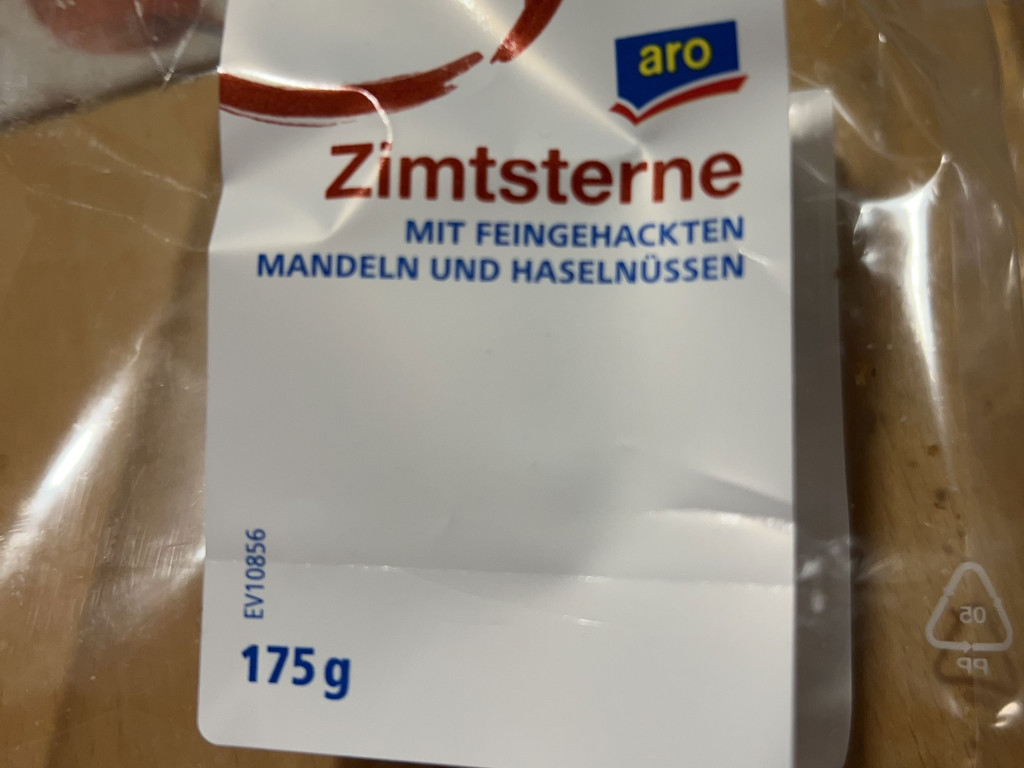 aro
Zimtsterne
MIT FEINGEHACKTEN
MANDELN UND HASELNÜSSEN
EV10856
175 g
05
PP